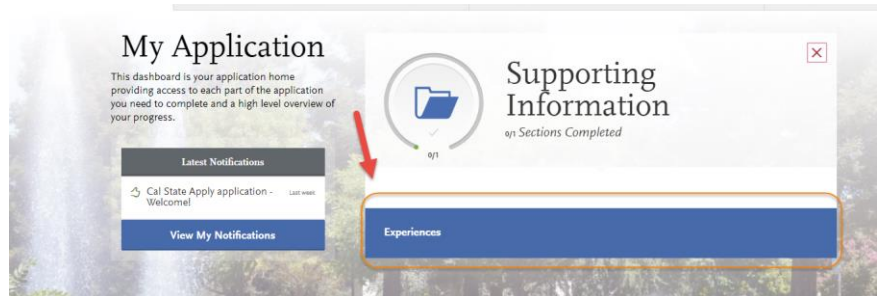 My Application
This dashboard is your application home
providing access to each part of the application
you need to complete and a high level overview of
your progress.
Latest Notifications
Cal State Apply application - Last week
Welcome!
View My Notifications
Supporting
Information
0/1 Sections Completed
0/1
Experiences